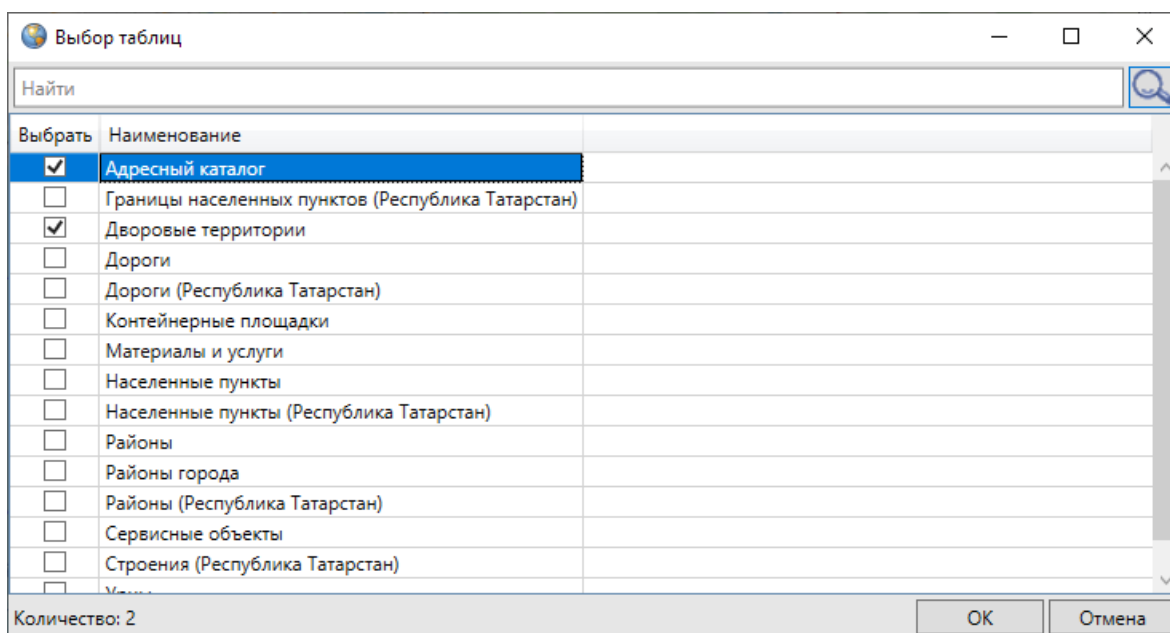 Выбор таблиц
Найти
Выбрать Наименование
Адресный каталог
Границы населенных пунктов (Республика Татарстан)
Дворовые территории
Дороги
Дороги (Республика Татарстан)
Контейнерные площадки
Материалы и услуги
Населенные пункты
Населенные пункты (Республика Татарстан)
Районы
Районы города
Районы (Республика Татарстан)
Сервисные объекты
Строения (Республика Татарстан)
Количество: 2 OK Отмена